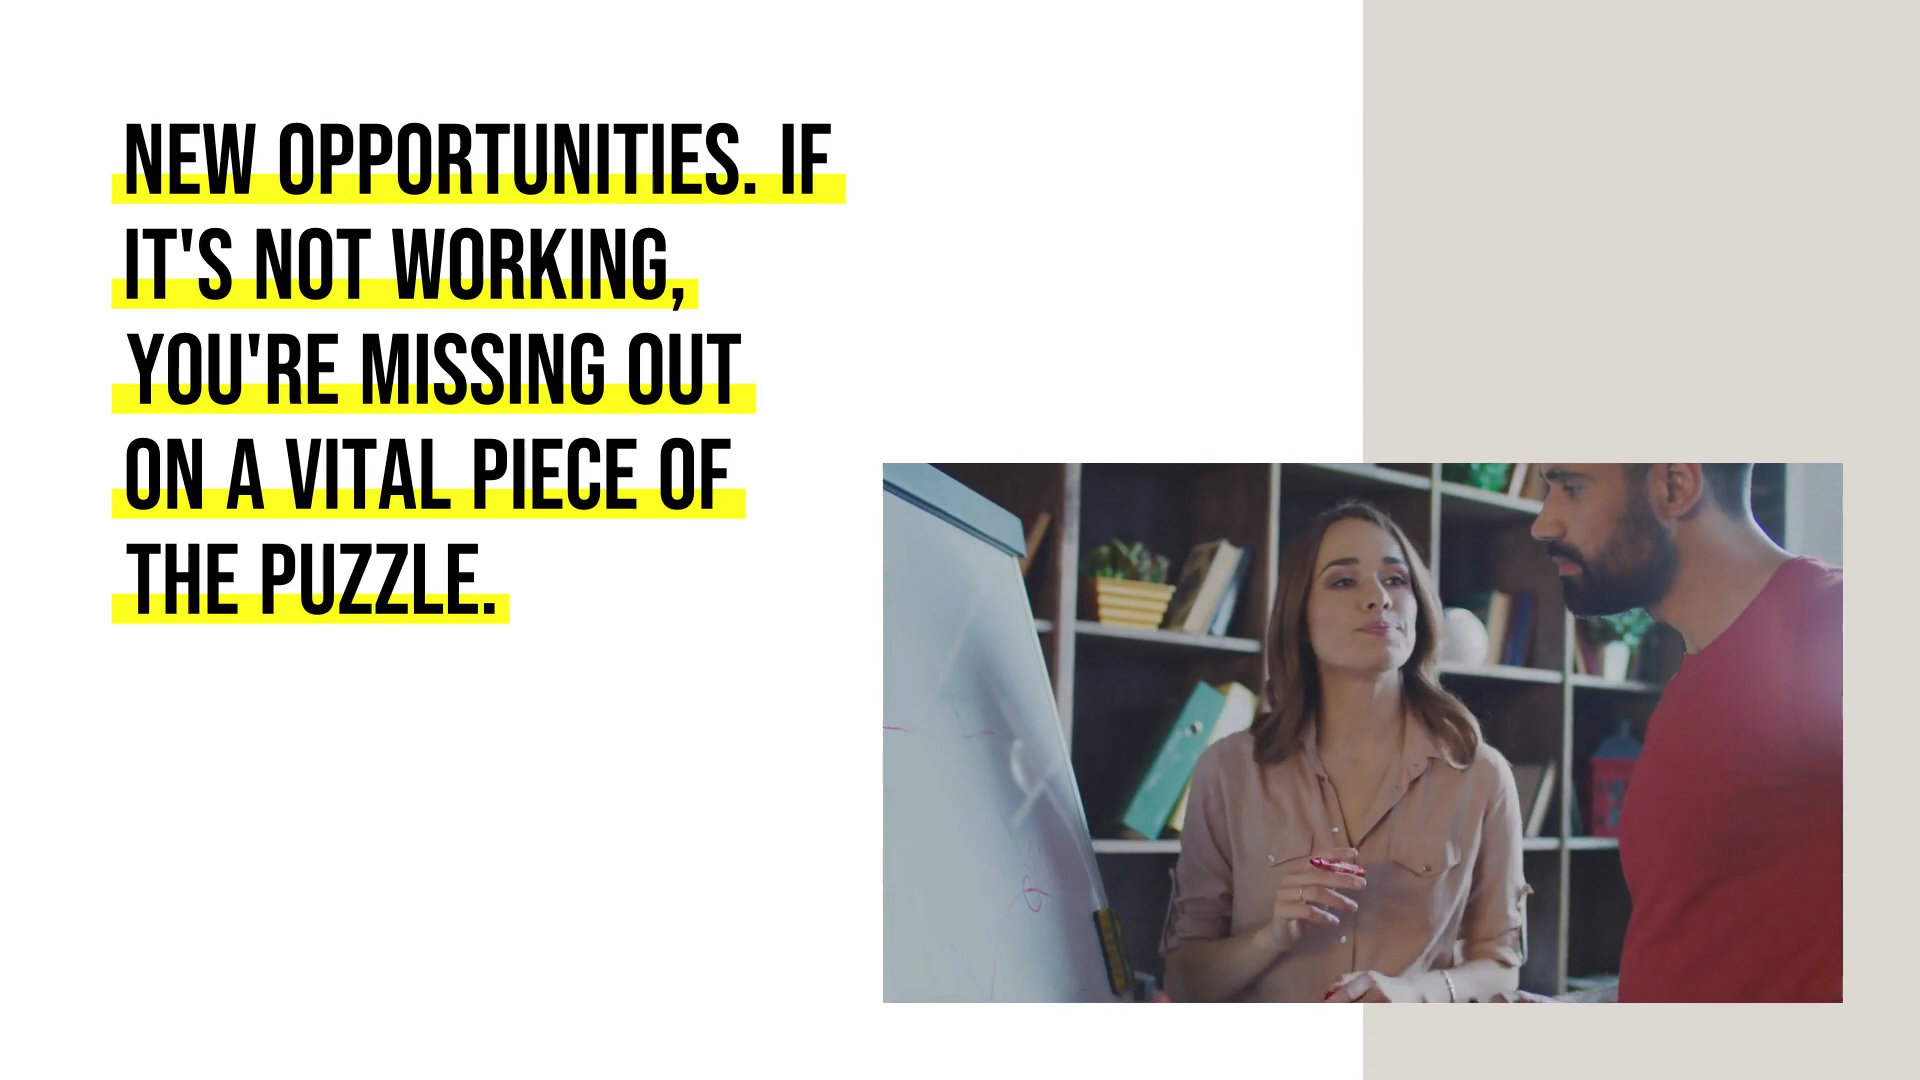 NEW OPPORTUNITIES. IF
IT'S NOT WORKING,
YOU'RE MISSING OUT
ON A VITAL PIECE OF
THE PUZZLE.